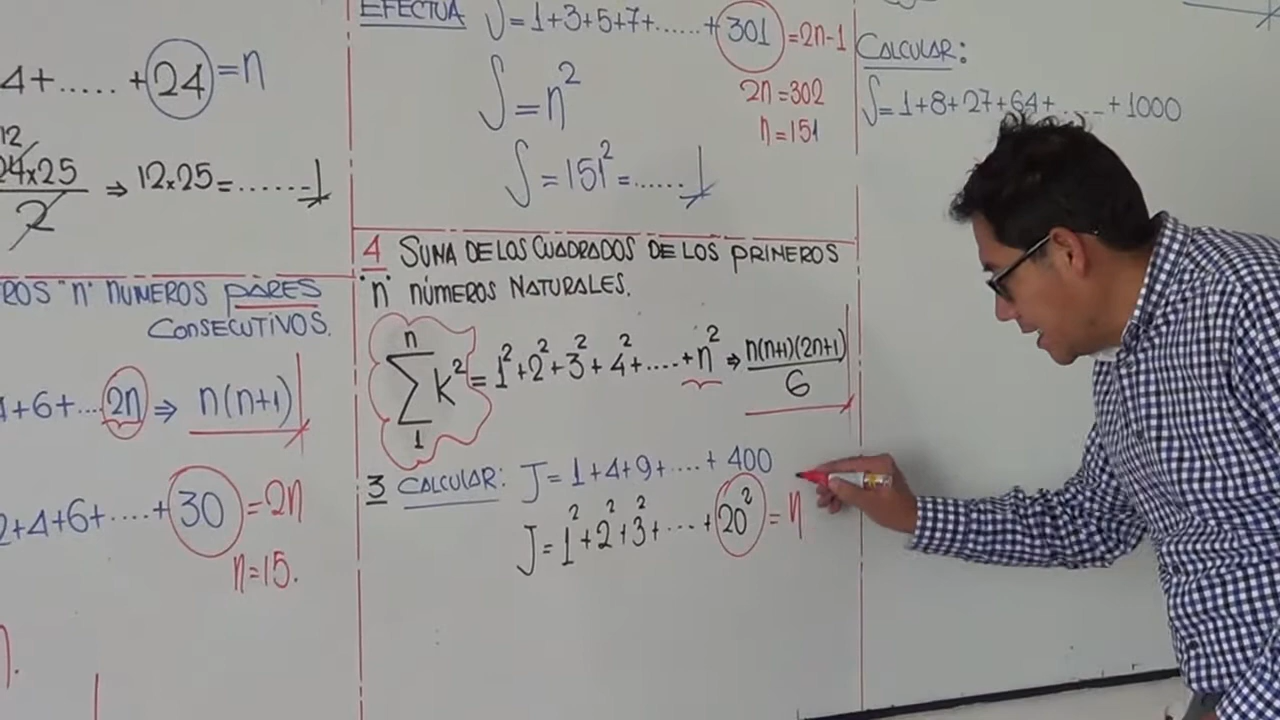 4+.....+24=n
12
24x25
2
⇒ 12x25=......
ROS "n" NUMEROS PARES
CONSECUTIVOS.
4+6+...2n ⇒ n(n+1)
2+4+6+....+30=2n
n=15.
EFECTUA S=1+3+5+7+......+301=2n-1
2n=302
n=151
S=n²
S=151²=......
4 SUMA DE LOS CUADRADOS DE LOS PRIMEROS
"n" NÚMEROS NATURALES.
n
∑ K² = 1²+2²+3²+4²+....+n² ⇒ n(n+1)(2n+1)
1
6
3 CALCULAR: J=1+4+9+....+400
J=1²+2²+3²+....+20²=n
CALCULAR:
S=1+8+27+64+....+1000